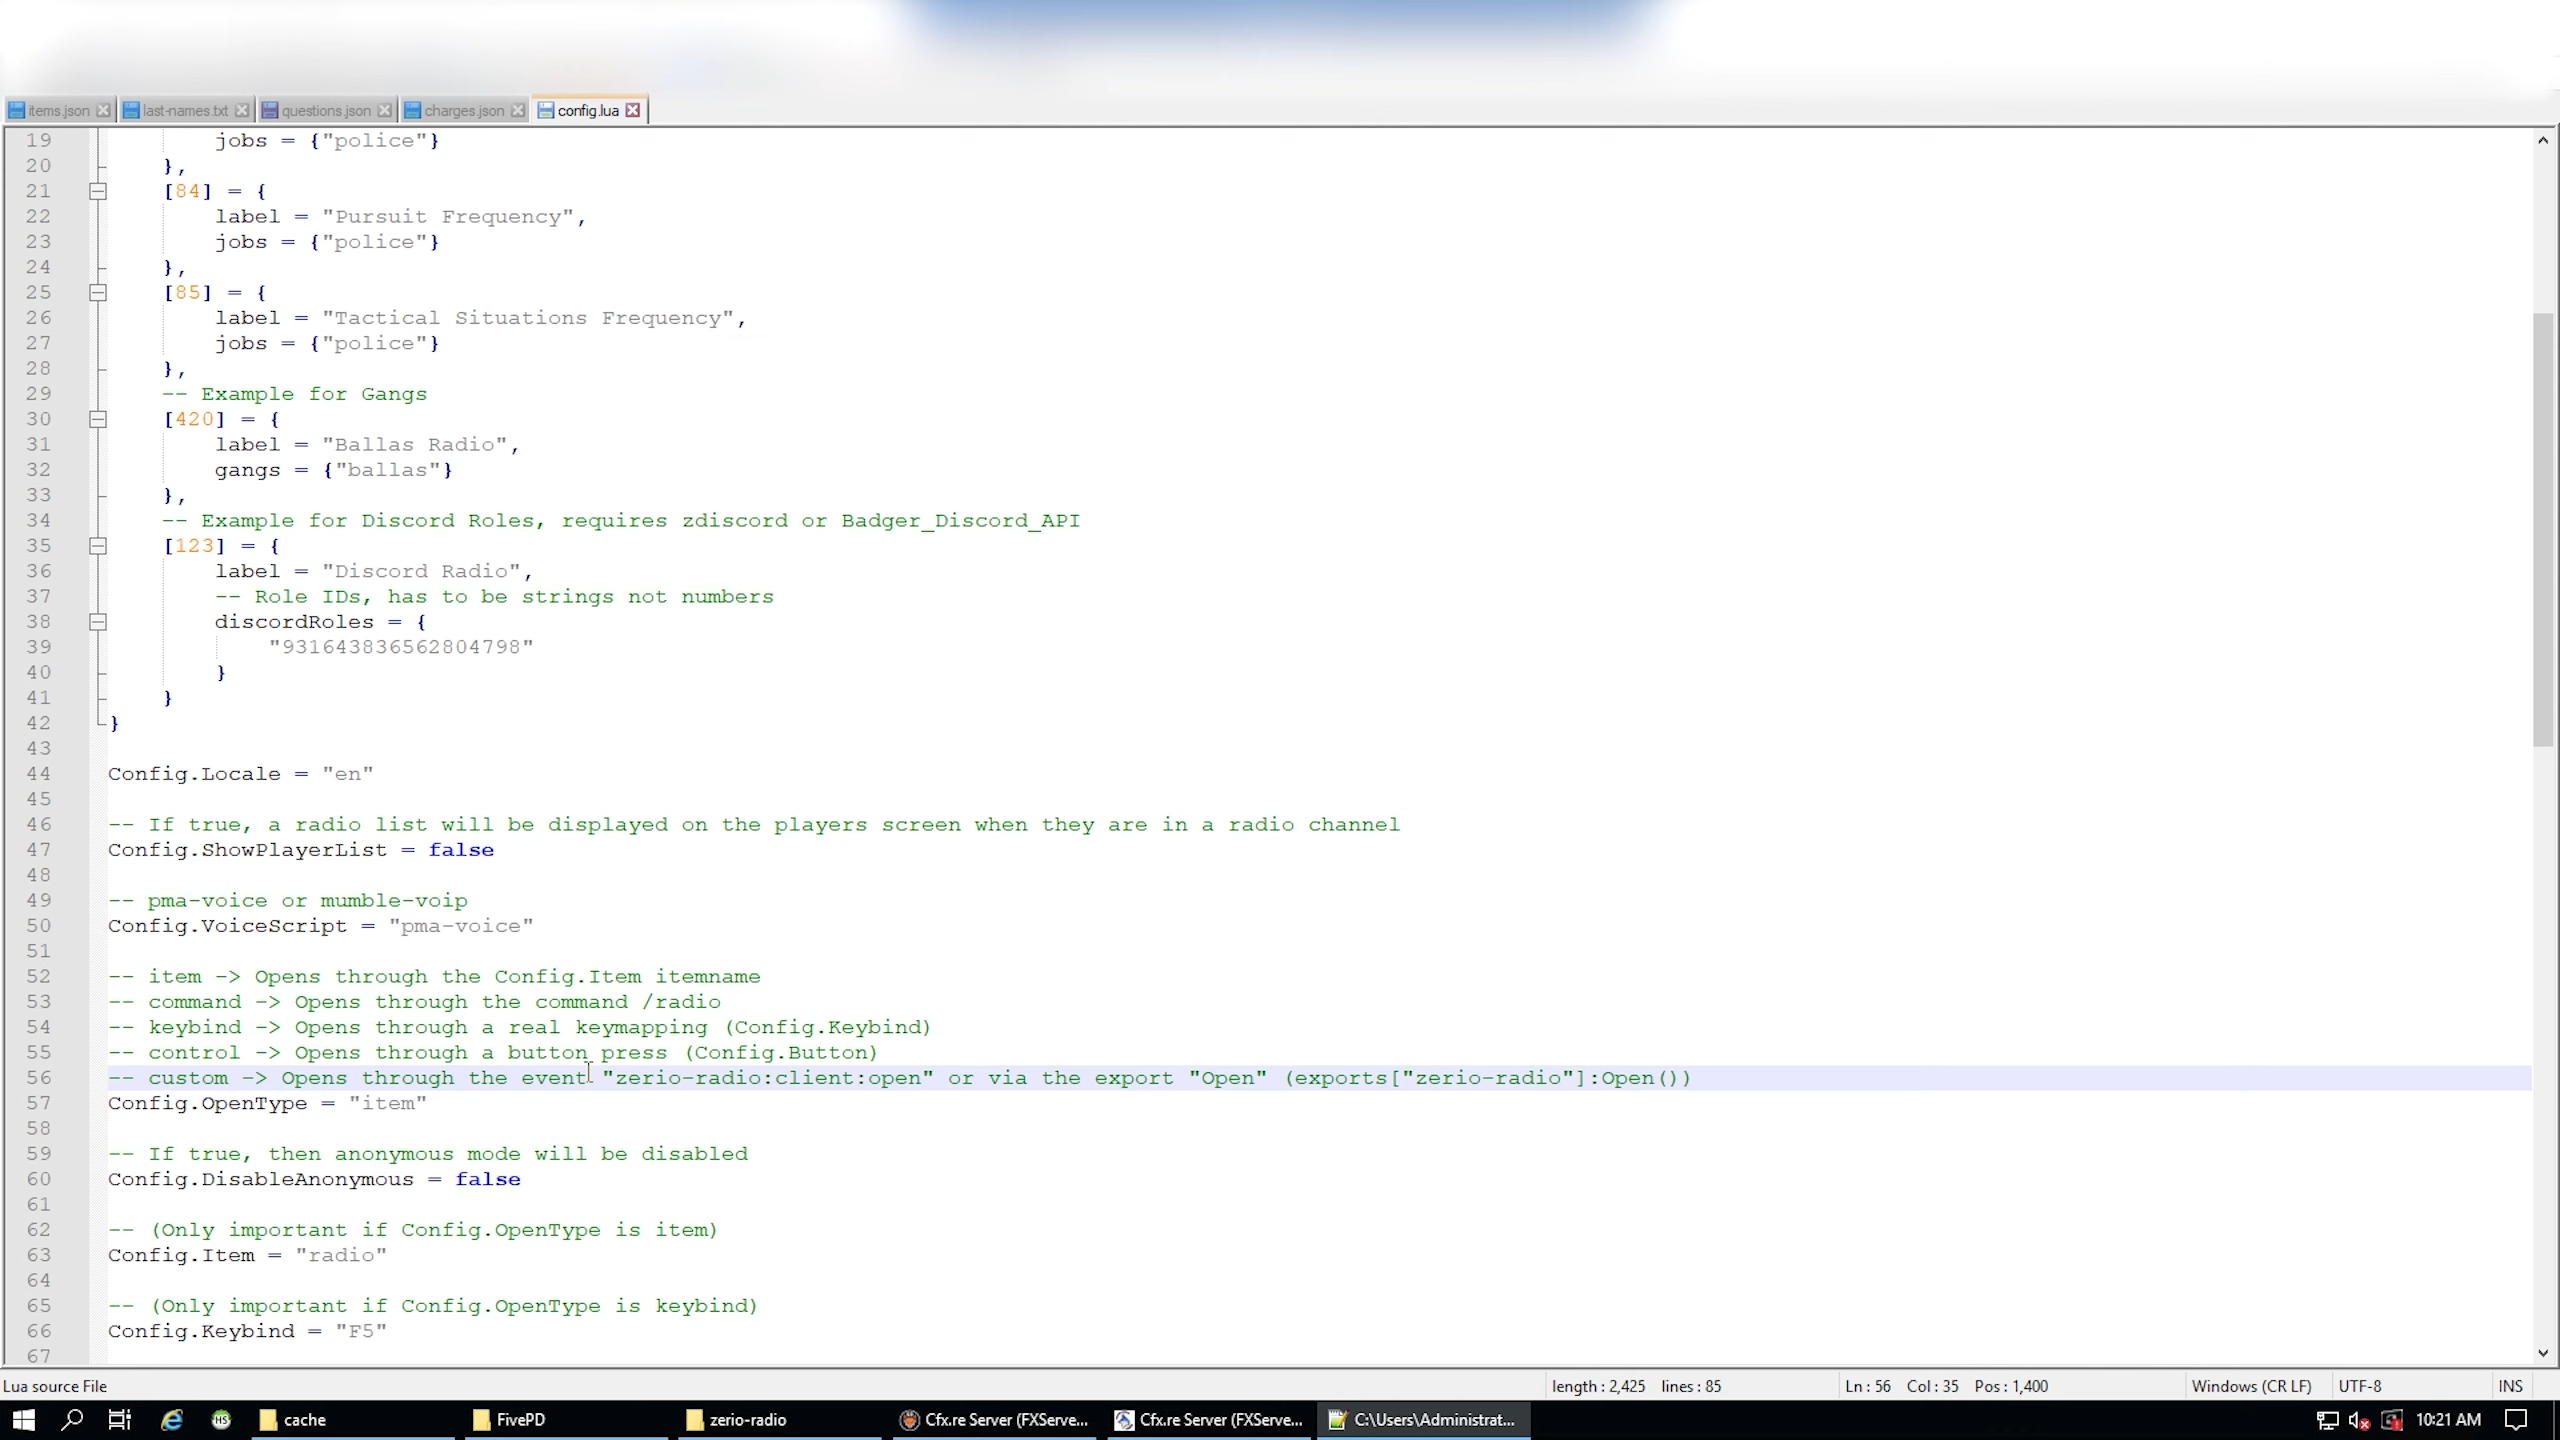 items.json last-names.txt questions.json charges.json config.lua
19 jobs = {"police"}
20 },
21 [84] = {
22 label = "Pursuit Frequency",
23 jobs = {"police"}
24 },
25 [85] = {
26 label = "Tactical Situations Frequency",
27 jobs = {"police"}
28 },
29 -- Example for Gangs
30 [420] = {
31 label = "Ballas Radio",
32 gangs = {"ballas"}
33 },
34 -- Example for Discord Roles, requires zdiscord or Badger_Discord_API
35 [123] = {
36 label = "Discord Radio",
37 -- Role IDs, has to be strings not numbers
38 discordRoles = {
39 "931643836562804798"
40 }
41 }
42 }
43
44 Config.Locale = "en"
45
46 -- If true, a radio list will be displayed on the players screen when they are in a radio channel
47 Config.ShowPlayerList = false
48
49 -- pma-voice or mumble-voip
50 Config.VoiceScript = "pma-voice"
51
52 -- item -> Opens through the Config.Item itemname
53 -- command -> Opens through the command /radio
54 -- keybind -> Opens through a real keymapping (Config.Keybind)
55 -- control -> Opens through a button press (Config.Button)
56 -- custom -> Opens through the event "zerio-radio:client:open" or via the export "Open" (exports["zerio-radio"]:Open())
57 Config.OpenType = "item"
58
59 -- If true, then anonymous mode will be disabled
60 Config.DisableAnonymous = false
61
62 -- (Only important if Config.OpenType is item)
63 Config.Item = "radio"
64
65 -- (Only important if Config.OpenType is keybind)
66 Config.Keybind = "F5"
67
Lua source File length : 2,425 lines : 85 Ln : 56 Col : 35 Pos : 1,400 Windows (CR LF) UTF-8 INS
HS cache FivePD zerio-radio Cfx.re Server (FXServe... Cfx.re Server (FXServe... C:\Users\Administrat... 10:21 AM